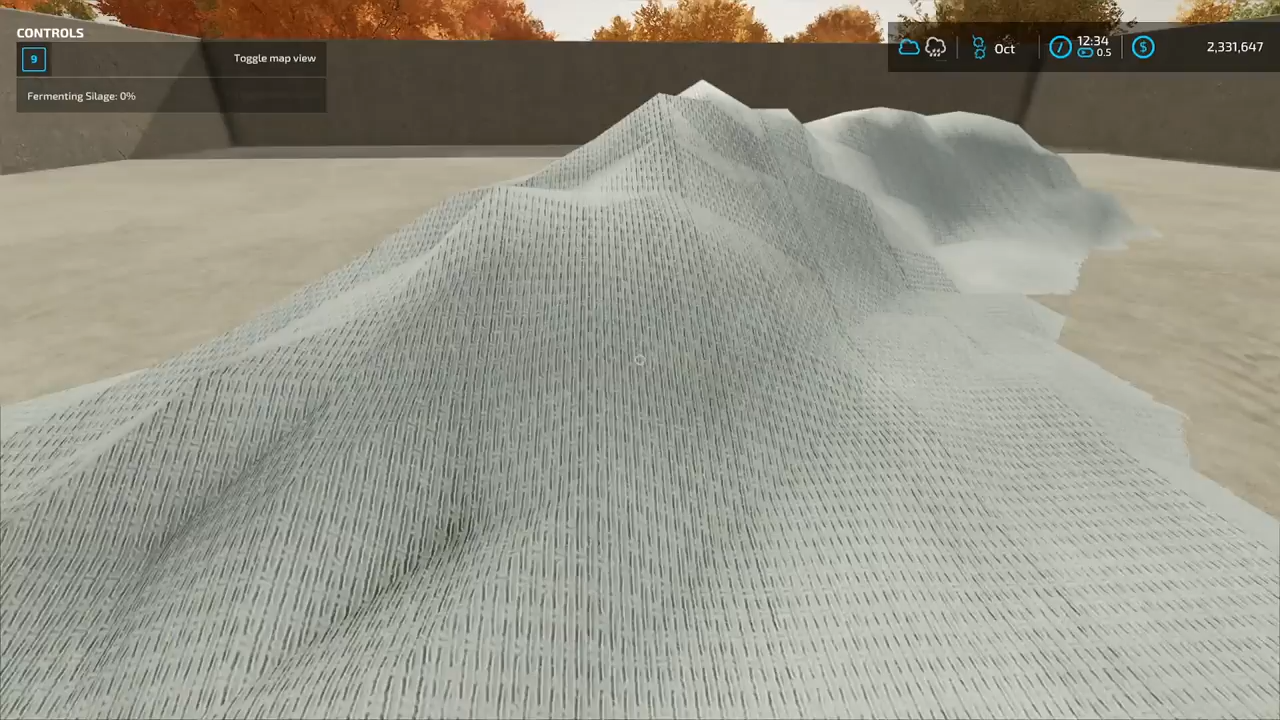 CONTROLS
9 Toggle map view
Fermenting Silage: 0%
Oct
12:34
0.5
$
2,331,647